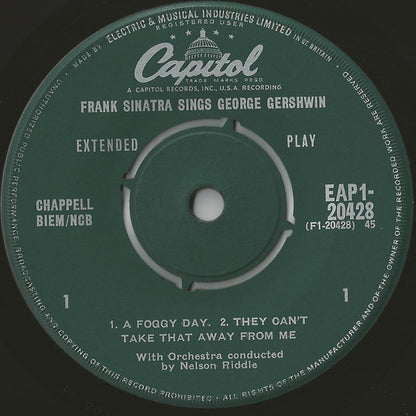 MADE BY ELECTRIC & MUSICAL INDUSTRIES LIMITED IN GT. BRITAIN
REGISTERED USER
Capitol
TRADE MARKS REGD
A CAPITOL RECORDS, INC., U.S.A. RECORDING
FRANK SINATRA SINGS GEORGE GERSHWIN
EXTENDED PLAY
CHAPPELL
BIEM/NCB
EAP1-
20428
(F1-20428) 45
1 1
1. A FOGGY DAY. 2. THEY CAN'T
TAKE THAT AWAY FROM ME
With Orchestra conducted
by Nelson Riddle
UNAUTHORIZED PUBLIC PERFORMANCE, BROADCASTING AND COPYING OF THIS RECORD PROHIBITED · ALL RIGHTS OF THE MANUFACTURER AND OF THE OWNER OF THE RECORDED WORK RESERVED